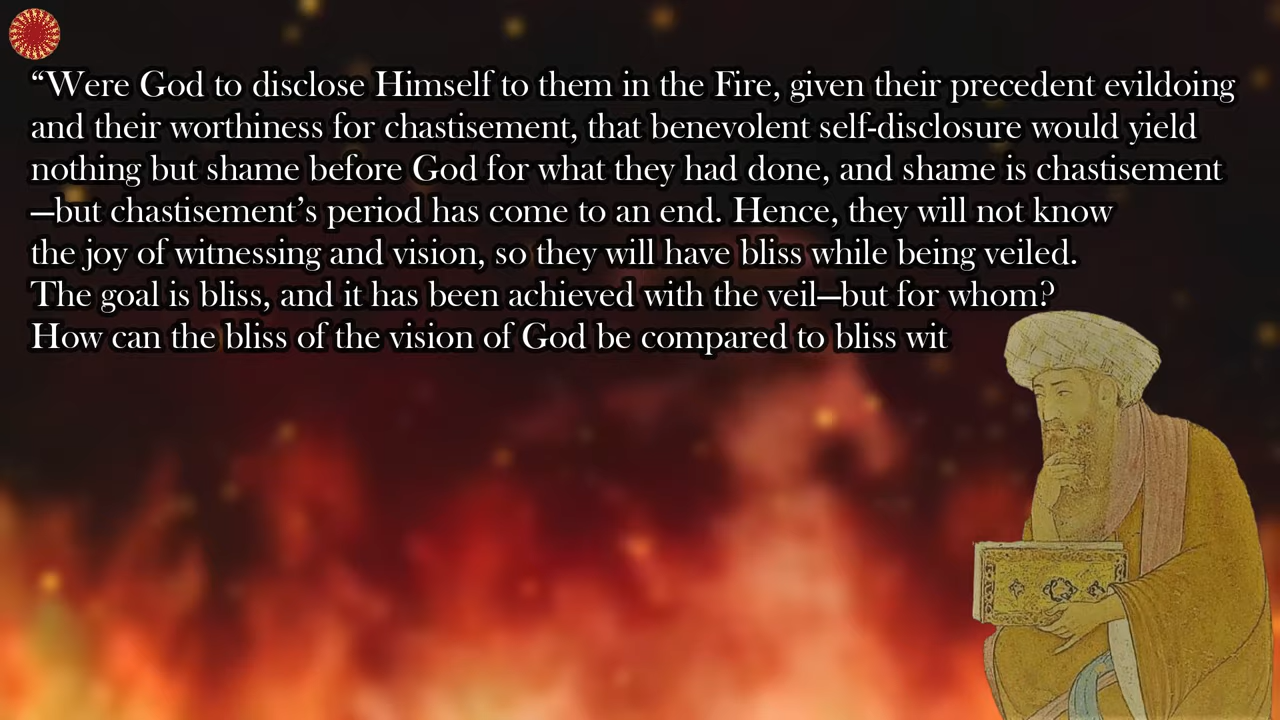 “Were God to disclose Himself to them in the Fire, given their precedent evildoing
and their worthiness for chastisement, that benevolent self-disclosure would yield
nothing but shame before God for what they had done, and shame is chastisement
—but chastisement’s period has come to an end. Hence, they will not know
the joy of witnessing and vision, so they will have bliss while being veiled.
The goal is bliss, and it has been achieved with the veil—but for whom?
How can the bliss of the vision of God be compared to bliss wit